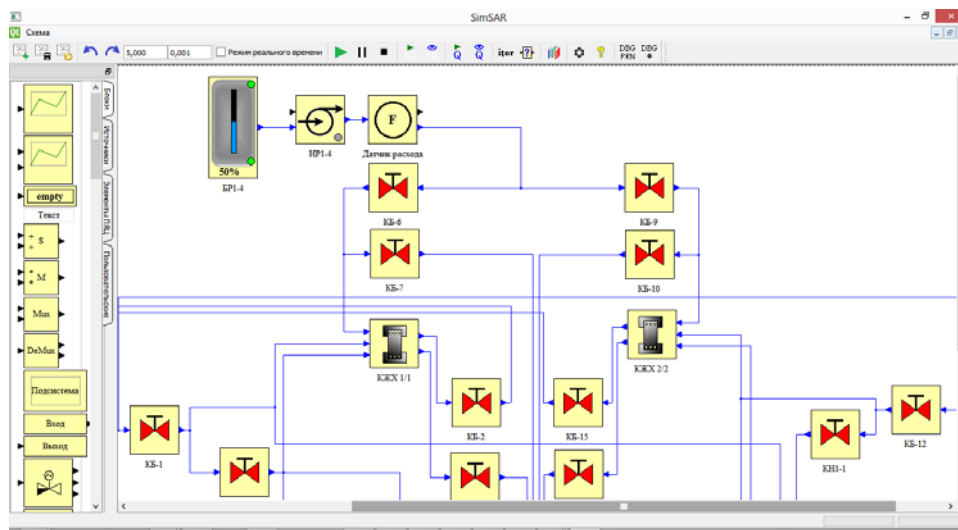 SimSAR
Схема
5,000
0,001
Режим реального времени
iter
DBG PRN
DBG
Блоки
Источники
Элементы ПЯЦ
Пользовательские
empty
Текст
+ S
+
* M
*
Mux
DeMux
Подсистема
Вход
Выход
50%
БР1-4
НР1-4
F
Датчик расхода
КБ-6
КБ-9
КБ-7
КБ-10
КЖХ 1/1
КЖХ 2/2
КБ-2
КБ-15
КБ-1
КН1-1
КБ-12